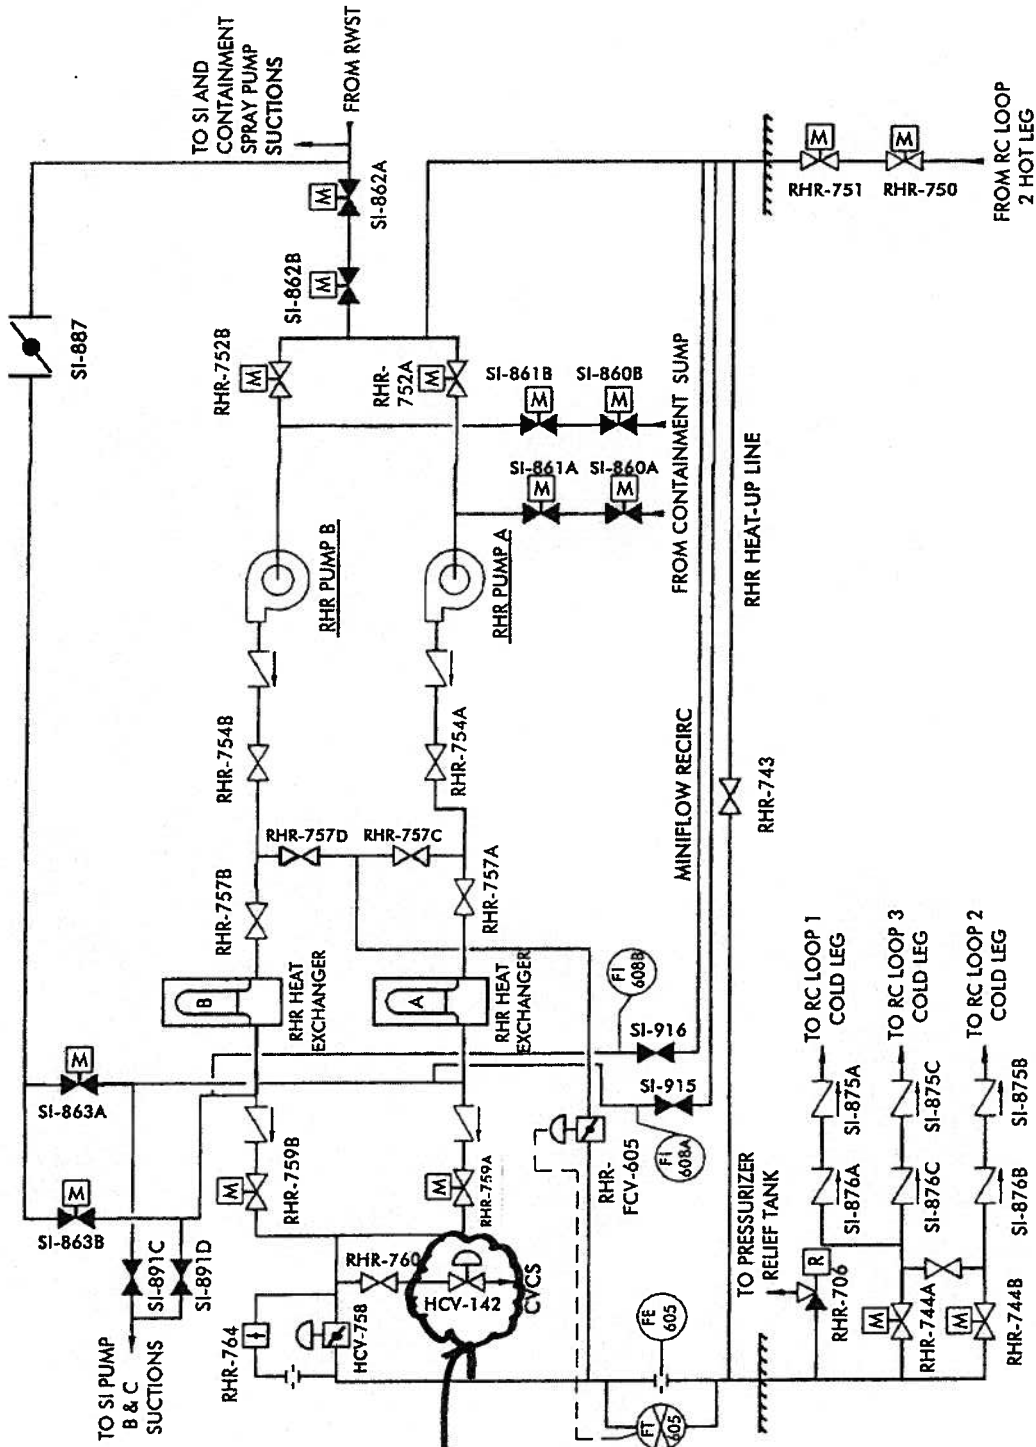 TO SI AND
CONTAINMENT
SPRAY PUMP
SUCTIONS
FROM RWST
M
SI-862A
M
SI-862B
SI-887
M
RHR-752B
M
RHR-
752A
SI-861B
SI-860B
M
M
SI-861A
SI-860A
M
M
FROM CONTAINMENT SUMP
M
RHR-751
M
RHR-750
FROM RC LOOP
2 HOT LEG
RHR PUMP B
RHR PUMP A
RHR HEAT-UP LINE
RHR-754B
RHR-754A
MINIFLOW RECIRC
RHR-743
RHR-757D
RHR-757C
RHR-757B
RHR-757A
B
RHR HEAT
EXCHANGER
A
RHR HEAT
EXCHANGER
FI
608B
SI-916
SI-915
FI
608A
M
SI-863A
M
SI-863B
M
RHR-759B
M
RHR-759A
RHR-
FCV-605
SI-891C
SI-891D
TO SI PUMP
B & C
SUCTIONS
RHR-760
HCV-142
CVCS
RHR-764
HCV-758
FE
605
FT
605
TO PRESSURIZER
RELIEF TANK
R
RHR-706
TO RC LOOP 1
COLD LEG
TO RC LOOP 3
COLD LEG
TO RC LOOP 2
COLD LEG
SI-875A
SI-875C
SI-875B
SI-876A
SI-876C
SI-876B
M
RHR-744A
M
RHR-744B